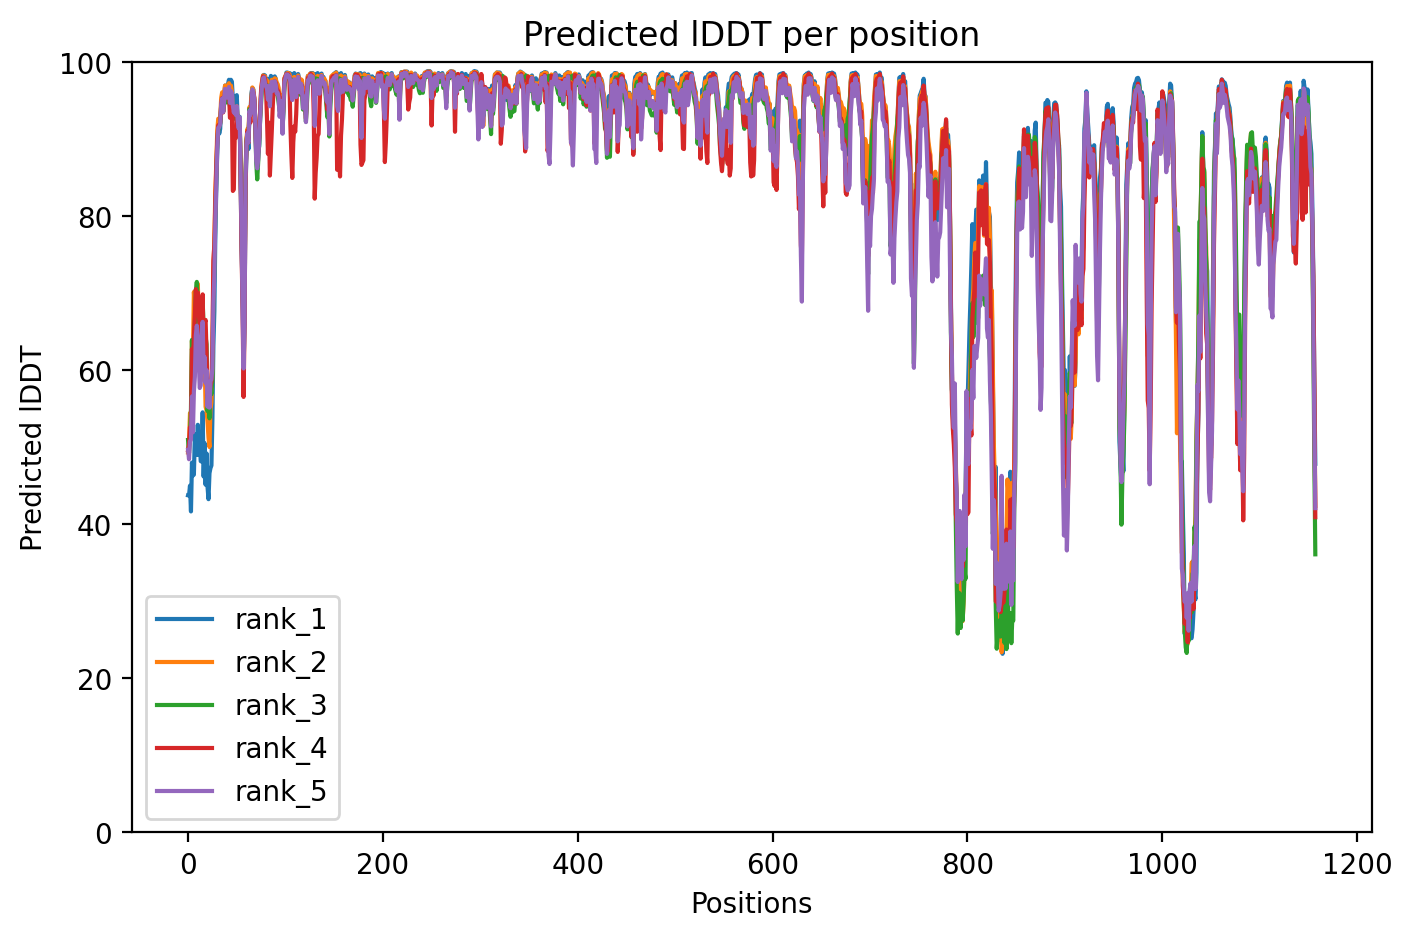 Predicted lDDT per position
Predicted lDDT
100
80
60
40
20
0
rank_1
rank_2
rank_3
rank_4
rank_5
0 200 400 600 800 1000 1200
Positions